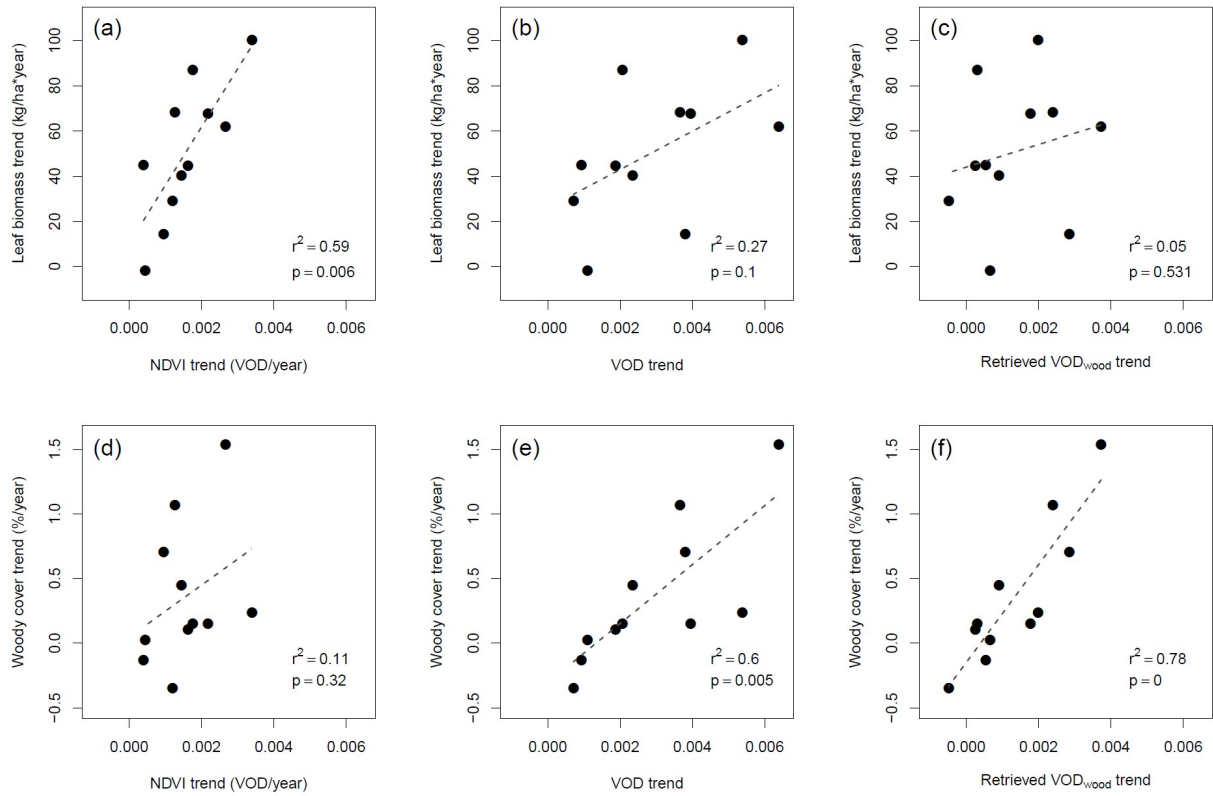 (a)
Leaf biomass trend (kg/ha*year)
100
80
60
40
20
0
r² = 0.59
p = 0.006
0.000 0.002 0.004 0.006
NDVI trend (VOD/year)
(b)
Leaf biomass trend (kg/ha*year)
100
80
60
40
20
0
r² = 0.27
p = 0.1
0.000 0.002 0.004 0.006
VOD trend
(c)
Leaf biomass trend (kg/ha*year)
100
80
60
40
20
0
r² = 0.05
p = 0.531
0.000 0.002 0.004 0.006
Retrieved VODwood trend
(d)
Woody cover trend (%/year)
1.5
1.0
0.5
0.0
−0.5
r² = 0.11
p = 0.32
0.000 0.002 0.004 0.006
NDVI trend (VOD/year)
(e)
Woody cover trend (%/year)
1.5
1.0
0.5
0.0
−0.5
r² = 0.6
p = 0.005
0.000 0.002 0.004 0.006
VOD trend
(f)
Woody cover trend (%/year)
1.5
1.0
0.5
0.0
−0.5
r² = 0.78
p = 0
0.000 0.002 0.004 0.006
Retrieved VODwood trend